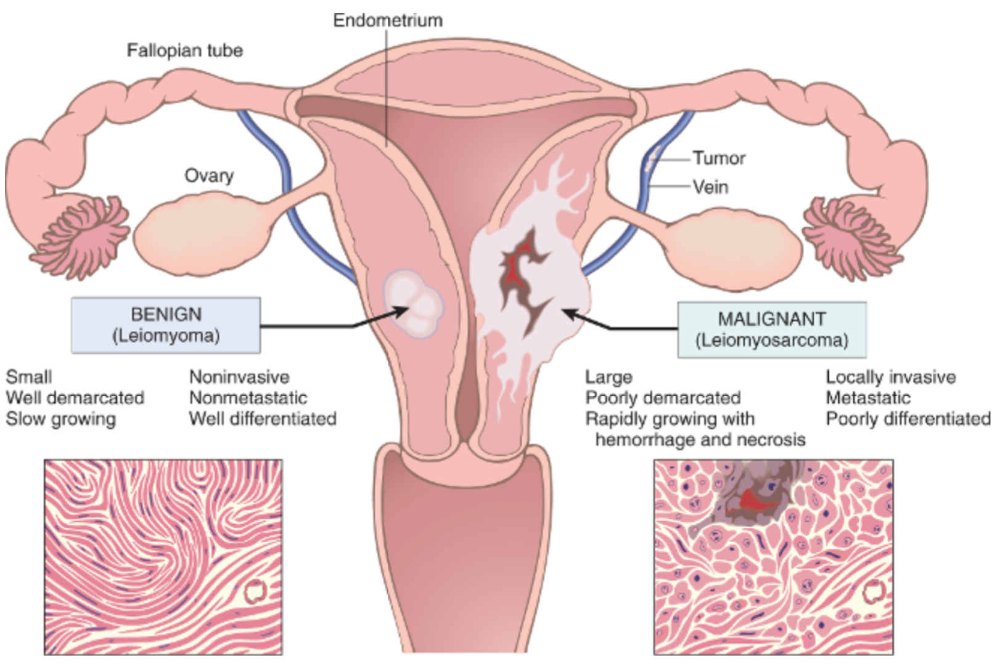 Endometrium
Fallopian tube
Ovary
Tumor
Vein
BENIGN
(Leiomyoma)
Small
Well demarcated
Slow growing
Noninvasive
Nonmetastatic
Well differentiated
MALIGNANT
(Leiomyosarcoma)
Large
Poorly demarcated
Rapidly growing with
hemorrhage and necrosis
Locally invasive
Metastatic
Poorly differentiated